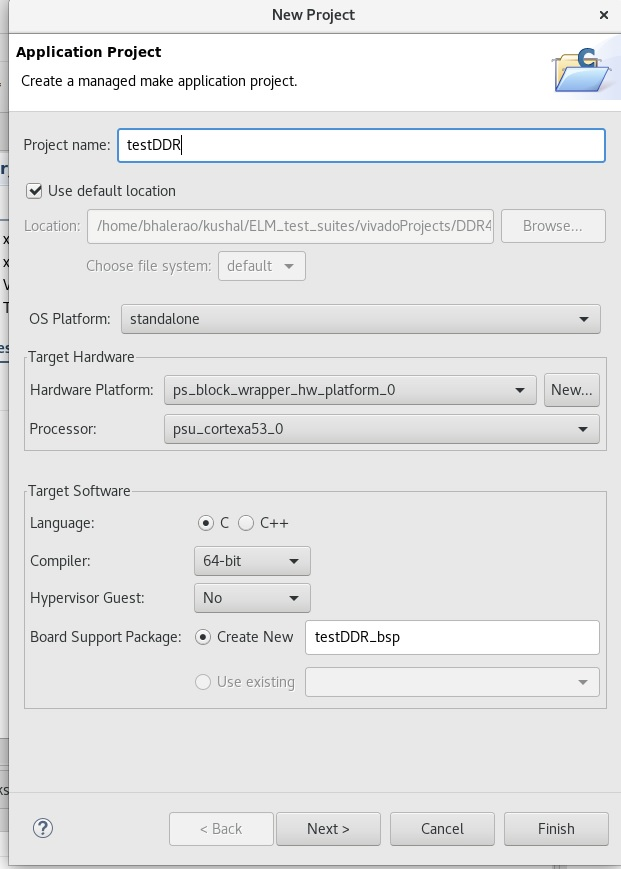 New Project
Application Project
Create a managed make application project.
Project name: testDDR
Use default location
Location: /home/bhalerao/kushal/ELM_test_suites/vivadoProjects/DDR4 Browse...
Choose file system: default
OS Platform: standalone
Target Hardware
Hardware Platform: ps_block_wrapper_hw_platform_0 New...
Processor: psu_cortexa53_0
Target Software
Language: C C++
Compiler: 64-bit
Hypervisor Guest: No
Board Support Package: Create New testDDR_bsp
Use existing
? < Back Next > Cancel Finish